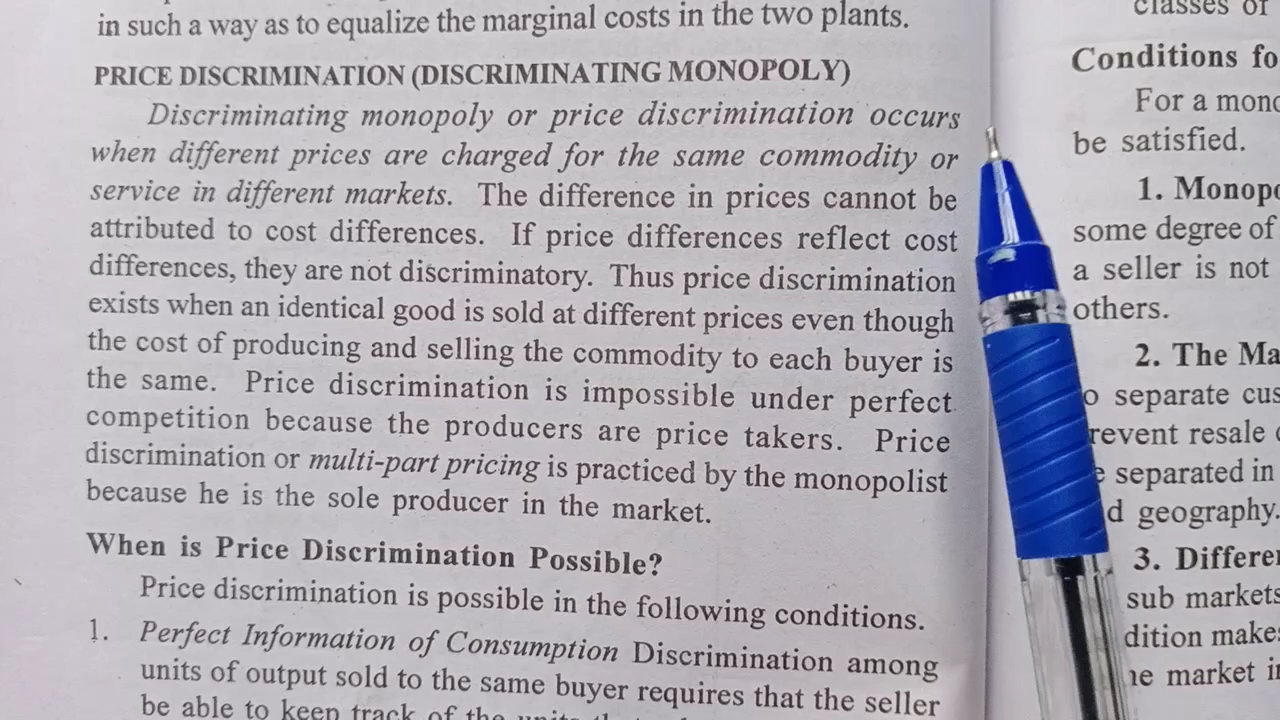 in such a way as to equalize the marginal costs in the two plants.
PRICE DISCRIMINATION (DISCRIMINATING MONOPOLY)
Discriminating monopoly or price discrimination occurs
when different prices are charged for the same commodity or
service in different markets. The difference in prices cannot be
attributed to cost differences. If price differences reflect cost
differences, they are not discriminatory. Thus price discrimination
exists when an identical good is sold at different prices even though
the cost of producing and selling the commodity to each buyer is
the same. Price discrimination is impossible under perfect
competition because the producers are price takers. Price
discrimination or multi-part pricing is practiced by the monopolist
because he is the sole producer in the market.
When is Price Discrimination Possible?
Price discrimination is possible in the following conditions.
1. Perfect Information of Consumption Discrimination among
units of output sold to the same buyer requires that the seller
be able to keep track of the units
classes of
Conditions
For a
be satisfied.
1.
some degree of
a seller is not
others.
2. The
separate
resale
separated in
geography.
3.
sub markets
market